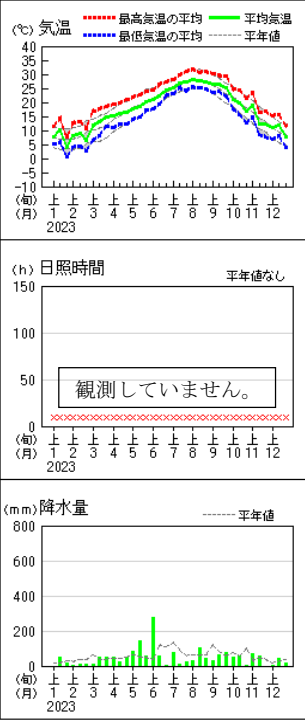 (℃) 気温
最高気温の平均 平均気温
最低気温の平均 平年値
40
35
30
25
20
15
10
5
0
-5
-10
(旬) 上 上 上 上 上 上 上 上 上 上 上 上
(月) 1 2 3 4 5 6 7 8 9 10 11 12
2023
(h) 日照時間
平年値なし
150
100
50
観測していません。
0
(旬) 上 上 上 上 上 上 上 上 上 上 上 上
(月) 1 2 3 4 5 6 7 8 9 10 11 12
2023
(mm) 降水量
平年値
800
600
400
200
0
(旬) 上 上 上 上 上 上 上 上 上 上 上 上
(月) 1 2 3 4 5 6 7 8 9 10 11 12
2023